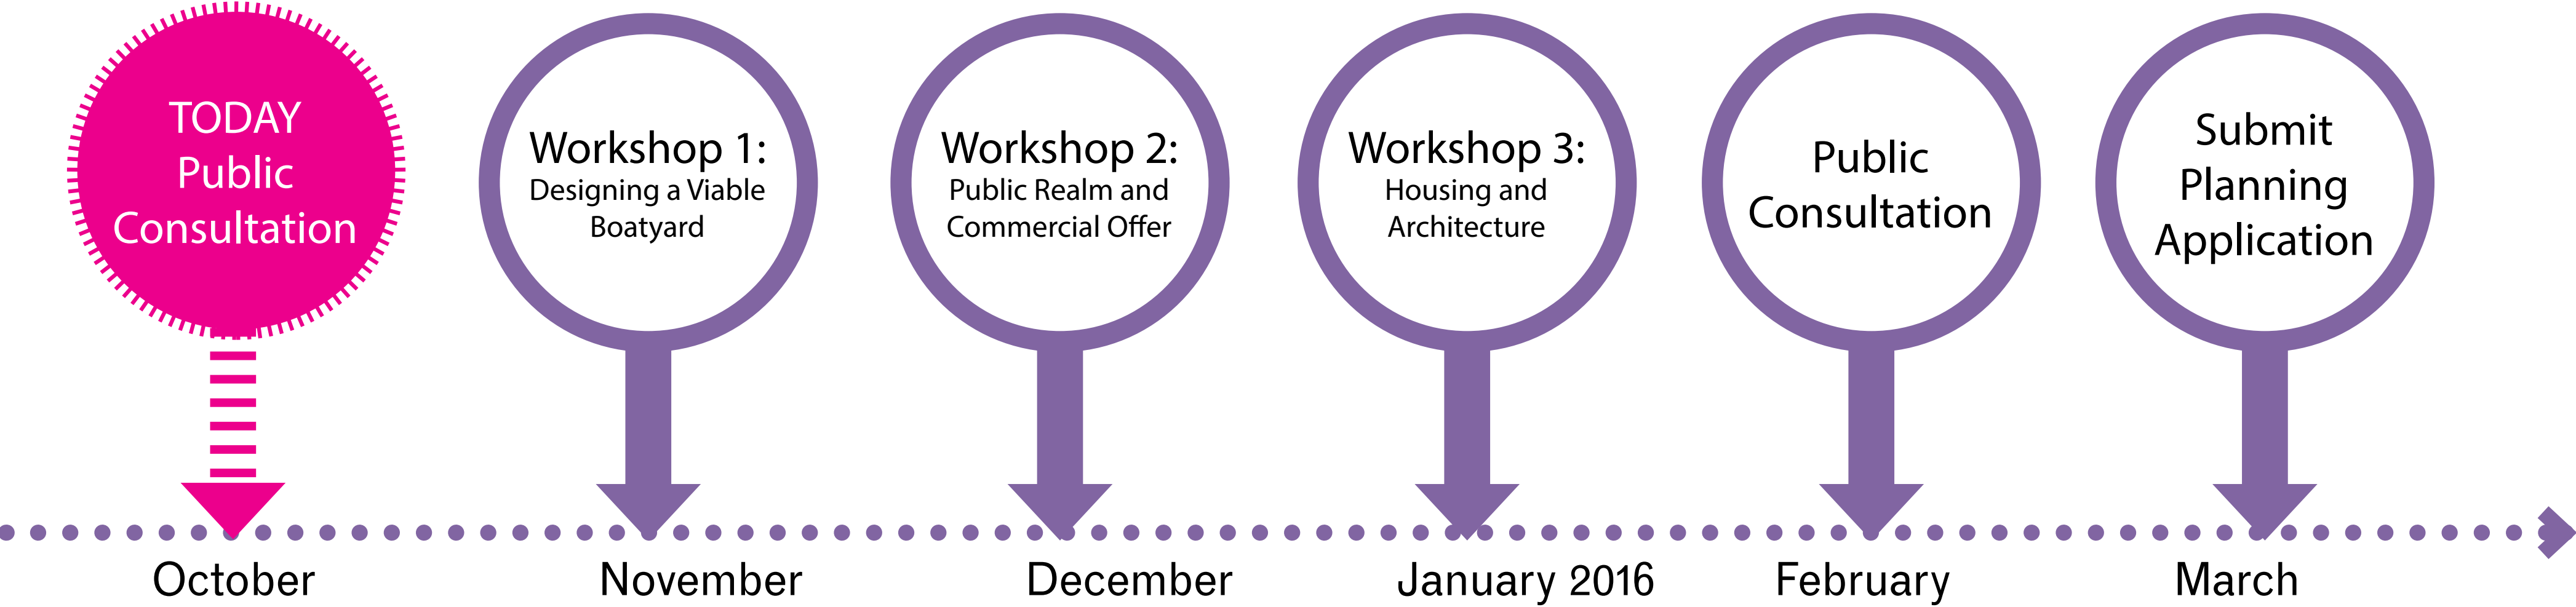 TODAY
Public
Consultation
Workshop 1:
Designing a Viable
Boatyard
Workshop 2:
Public Realm and
Commercial Offer
Workshop 3:
Housing and
Architecture
Public
Consultation
Submit
Planning
Application
October
November
December
January 2016
February
March